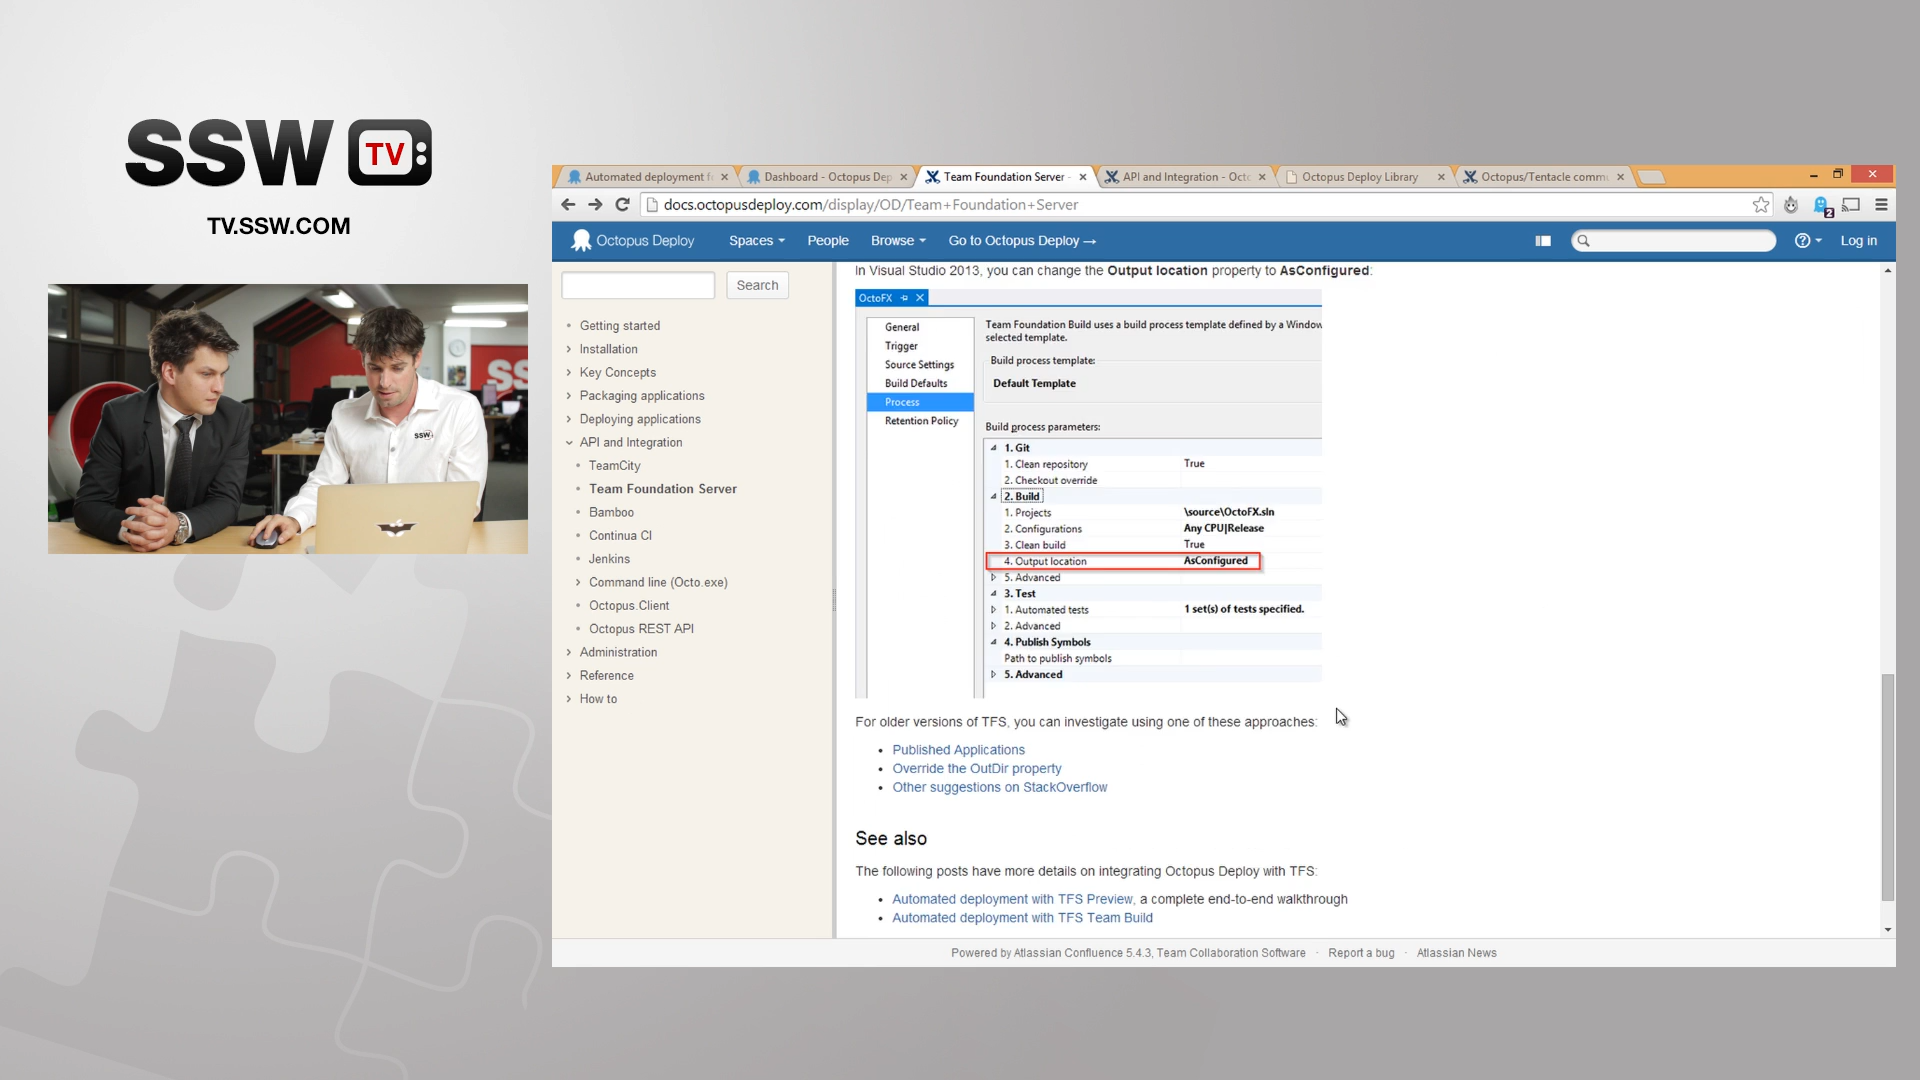 SSW TV:
TV.SSW.COM
SSW
SS
Automated deployment f
Dashboard - Octopus Dep
Team Foundation Server -
API and Integration - Octo
Octopus Deploy Library
Octopus/Tentacle commu
docs.octopusdeploy.com/display/OD/Team+Foundation+Server
2
Octopus Deploy
Spaces
People
Browse
Go to Octopus Deploy →
Log in
Search
Getting started
Installation
Key Concepts
Packaging applications
Deploying applications
API and Integration
TeamCity
Team Foundation Server
Bamboo
Continua CI
Jenkins
Command line (Octo.exe)
Octopus.Client
Octopus REST API
Administration
Reference
How to
In Visual Studio 2013, you can change the Output location property to AsConfigured:
OctoFX
General
Trigger
Source Settings
Build Defaults
Process
Retention Policy
Team Foundation Build uses a build process template defined by a Window
selected template.
Build process template:
Default Template
Build process parameters:
1. Git
1. Clean repository True
2. Checkout override
2. Build
1. Projects \source\OctoFX.sln
2. Configurations Any CPU|Release
3. Clean build True
4. Output location AsConfigured
5. Advanced
3. Test
1. Automated tests 1 set(s) of tests specified.
2. Advanced
4. Publish Symbols
Path to publish symbols
5. Advanced
For older versions of TFS, you can investigate using one of these approaches:
• Published Applications
• Override the OutDir property
• Other suggestions on StackOverflow
See also
The following posts have more details on integrating Octopus Deploy with TFS:
• Automated deployment with TFS Preview, a complete end-to-end walkthrough
• Automated deployment with TFS Team Build
Powered by Atlassian Confluence 5.4.3, Team Collaboration Software · Report a bug · Atlassian News